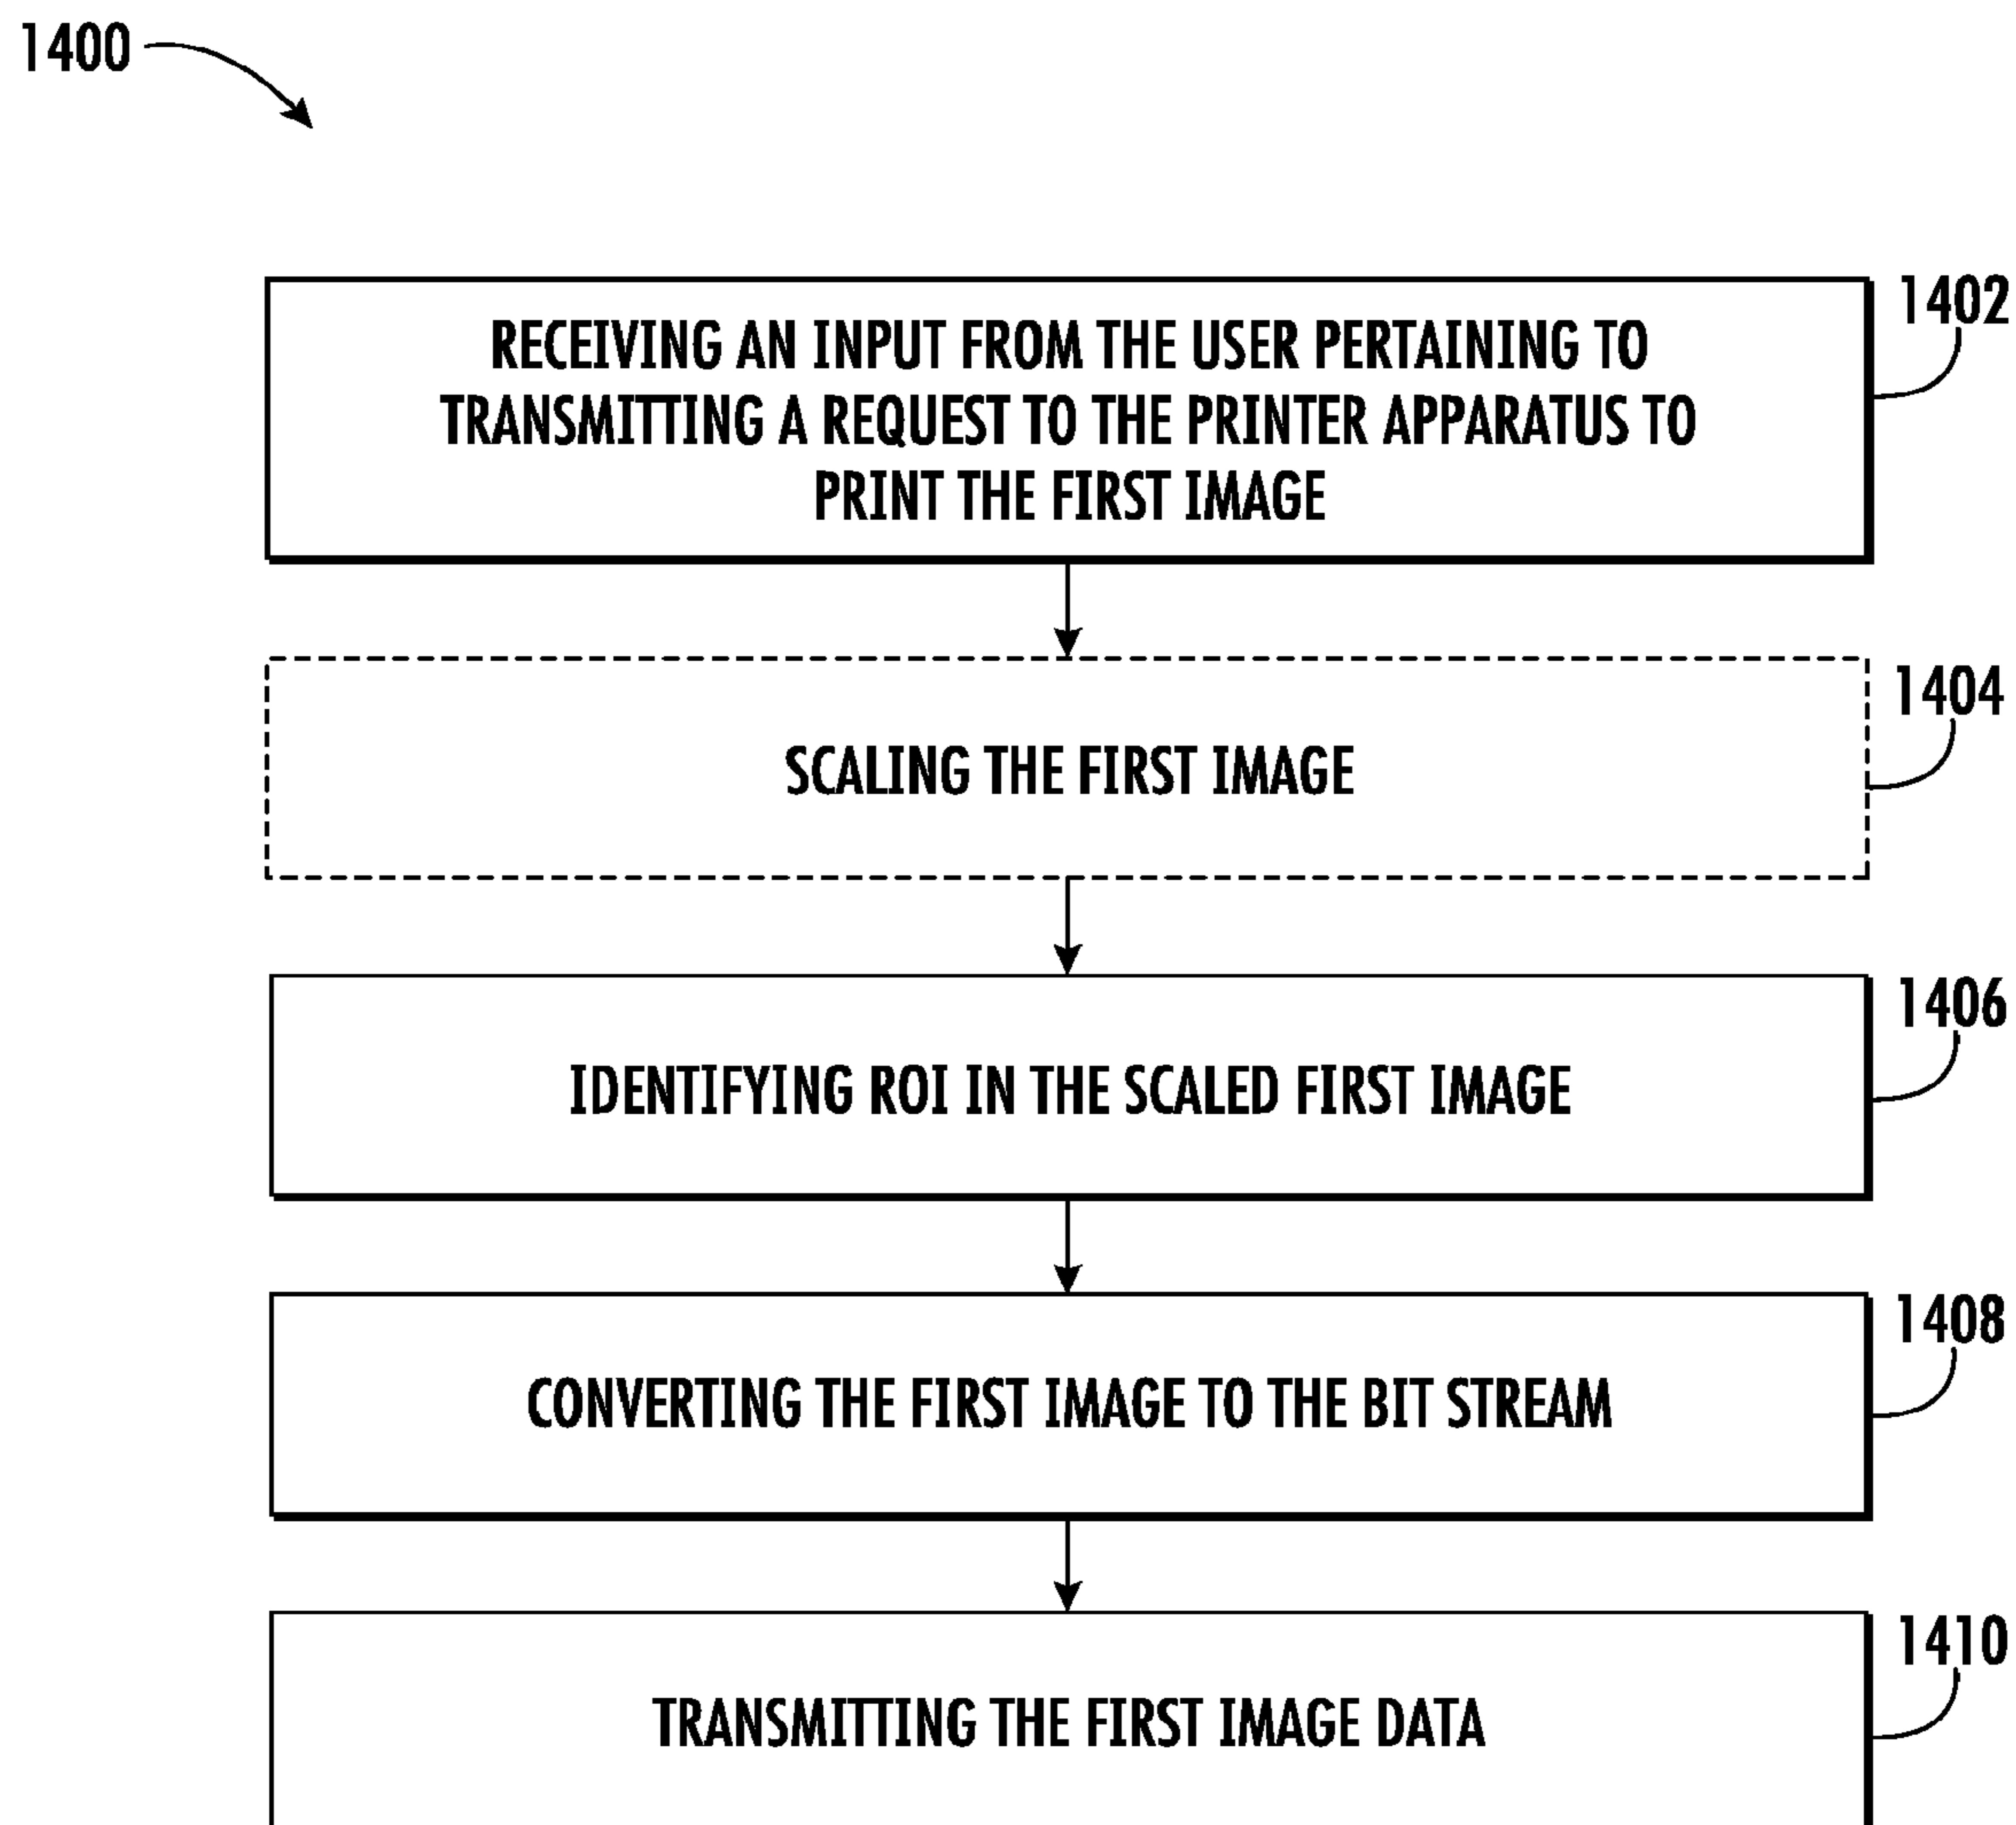 1400
1402
RECEIVING AN INPUT FROM THE USER PERTAINING TO
TRANSMITTING A REQUEST TO THE PRINTER APPARATUS TO
PRINT THE FIRST IMAGE
1404
SCALING THE FIRST IMAGE
1406
IDENTIFYING ROI IN THE SCALED FIRST IMAGE
1408
CONVERTING THE FIRST IMAGE TO THE BIT STREAM
1410
TRANSMITTING THE FIRST IMAGE DATA